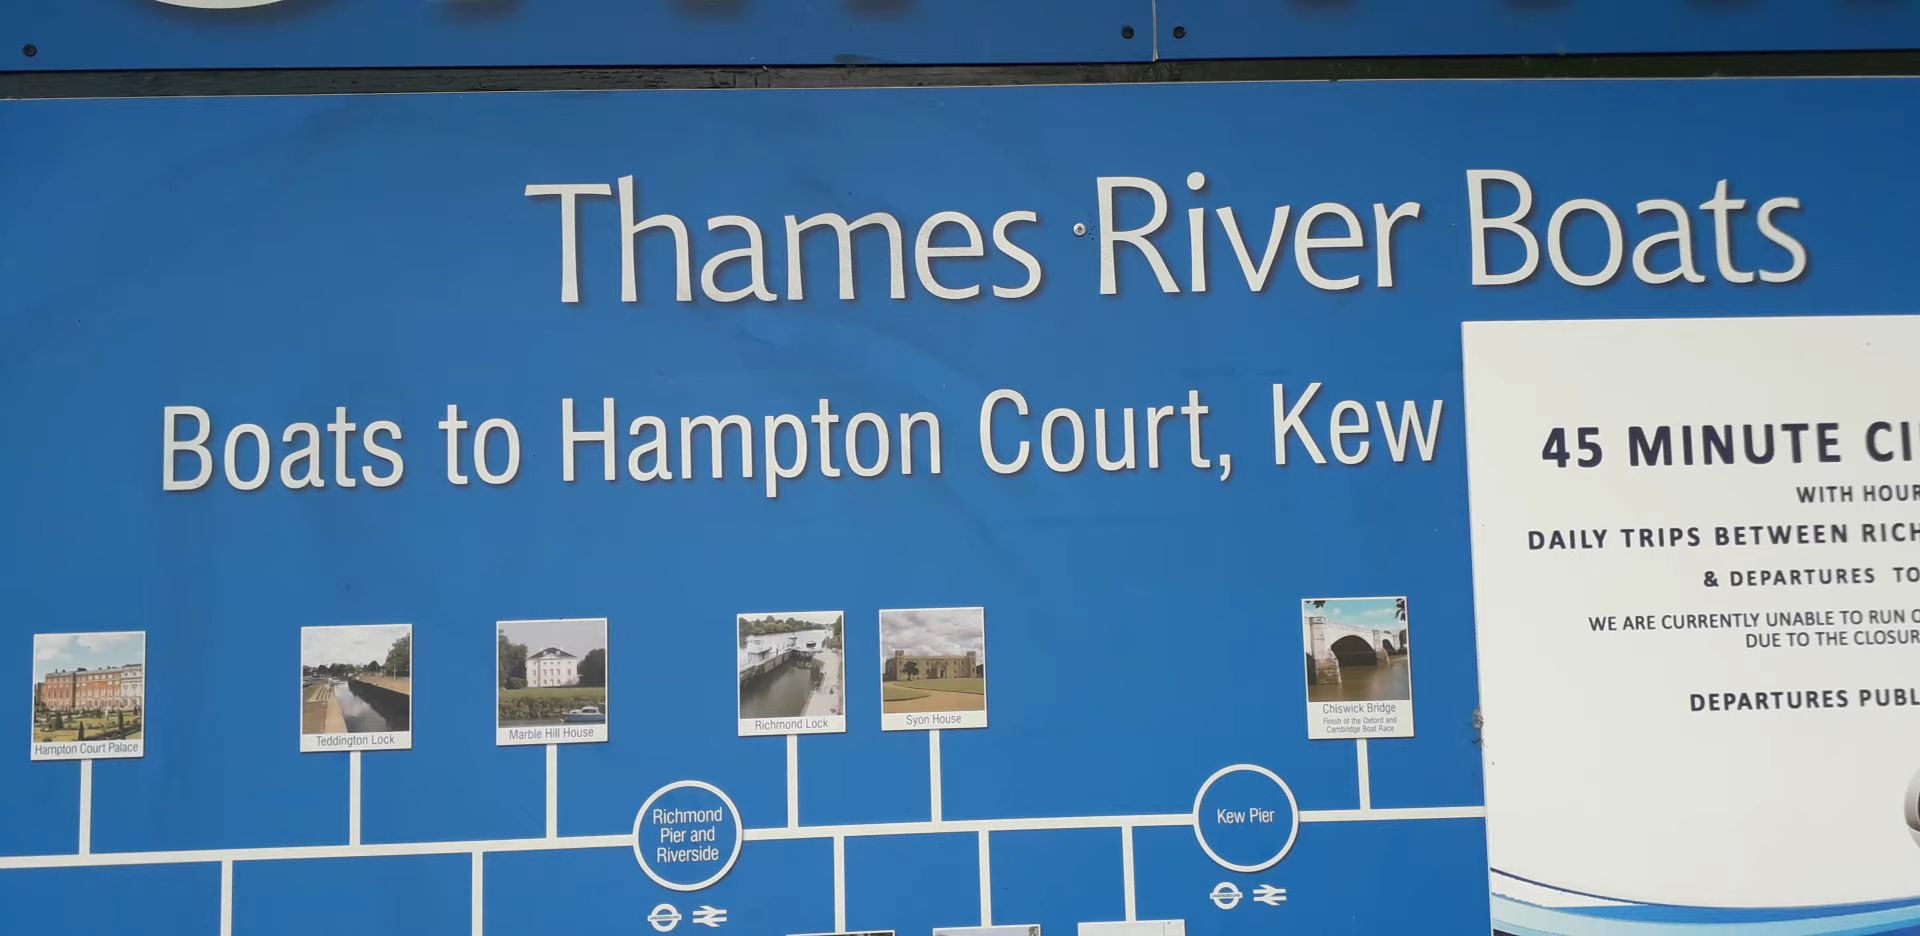 Thames River Boats
Boats to Hampton Court, Kew
45 MINUTE
WITH HOUR
DAILY TRIPS BETWEEN RICH
& DEPARTURES TO
WE ARE CURRENTLY UNABLE TO RUN
DUE TO THE CLOSUR
DEPARTURES PUBL
Hampton Court Palace
Teddington Lock
Marble Hill House
Richmond Lock
Syon House
Chiswick Bridge
Finish of the Oxford and
Cambridge Boat Race
Richmond
Pier and
Riverside
Kew Pier
UNDERGROUND
UNDERGROUND